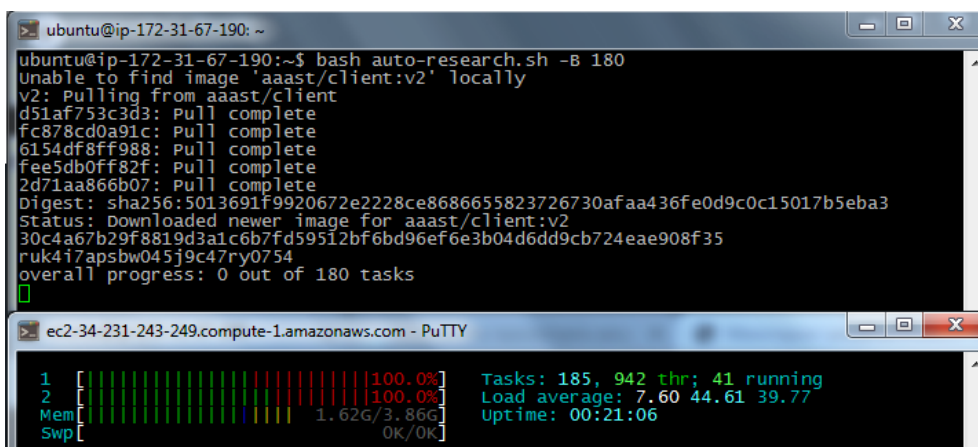 ubuntu@ip-172-31-67-190: ~
ubuntu@ip-172-31-67-190:~$ bash auto-research.sh -B 180
Unable to find image 'aaast/client:v2' locally
v2: Pulling from aaast/client
d51af753c3d3: Pull complete
fc878cd0a91c: Pull complete
6154df8ff988: Pull complete
fee5db0ff82f: Pull complete
2d71aa866b07: Pull complete
Digest: sha256:5013691f9920672e2228ce8686655823726730afaa436fe0d9c0c15017b5eba3
Status: Downloaded newer image for aaast/client:v2
30c4a67b29f8819d3a1c6b7fd59512bf6bd96ef6e3b04d6dd9cb724eae908f35
ruk4i7apsbw045j9c47ry0754
overall progress: 0 out of 180 tasks
ec2-34-231-243-249.compute-1.amazonaws.com - PuTTY
1 [||||||||||||||||||||||||||||100.0%] Tasks: 185, 942 thr; 41 running
2 [||||||||||||||||||||||||||||100.0%] Load average: 7.60 44.61 39.77
Mem[|||||||||||||||||||| 1.62G/3.86G] Uptime: 00:21:06
Swp[ 0K/0K]